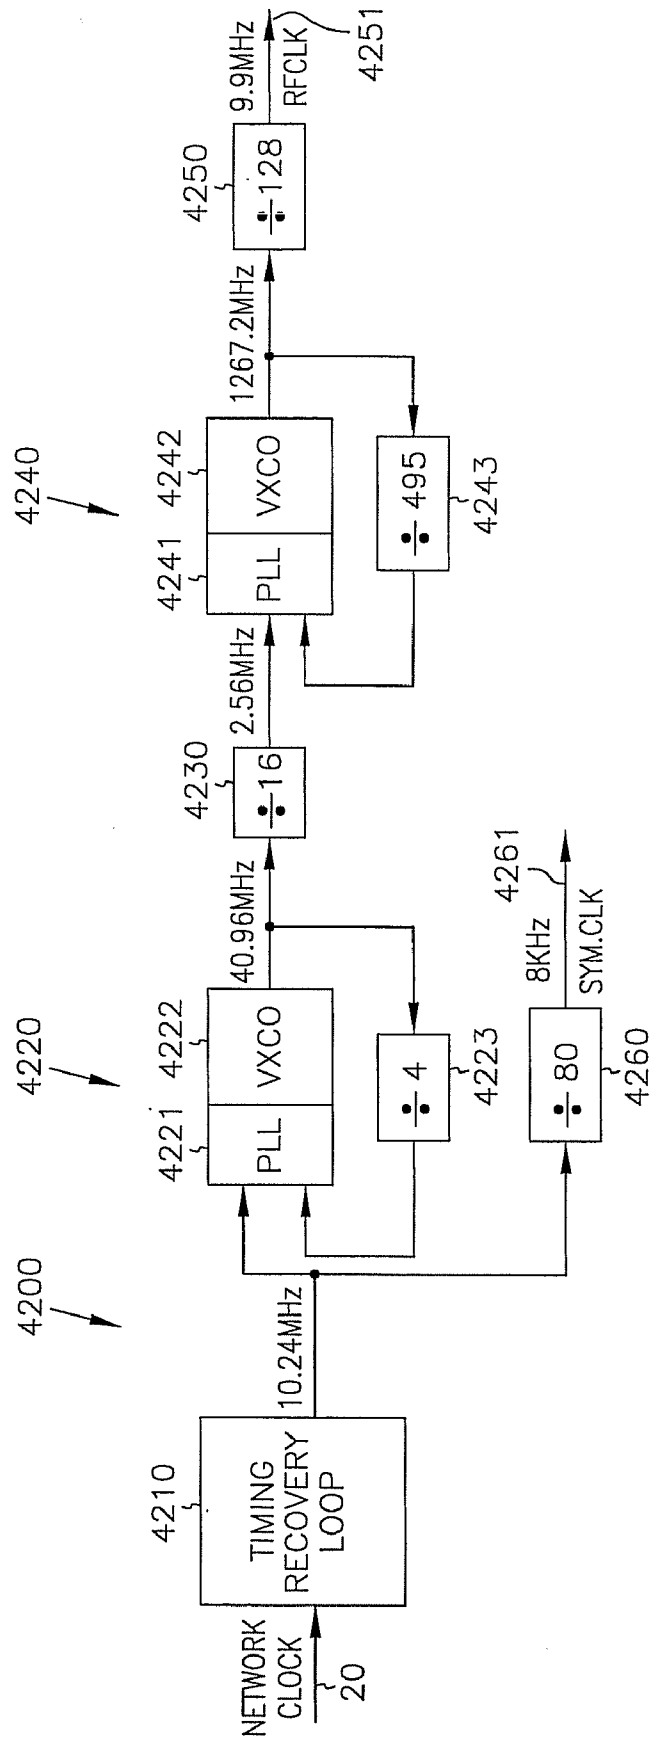 4200
4220
4240
NETWORK
CLOCK
20
4210
TIMING
RECOVERY
LOOP
10.24MHz
4221
4222
PLL
VXCO
÷ 4
4223
40.96MHz
4230
÷16
2.56MHz
4241
4242
PLL
VXCO
÷ 495
4243
1267.2MHz
4250
÷128
9.9MHz
RFCLK
4251
÷ 80
4260
8KHz
SYM.CLK
4261